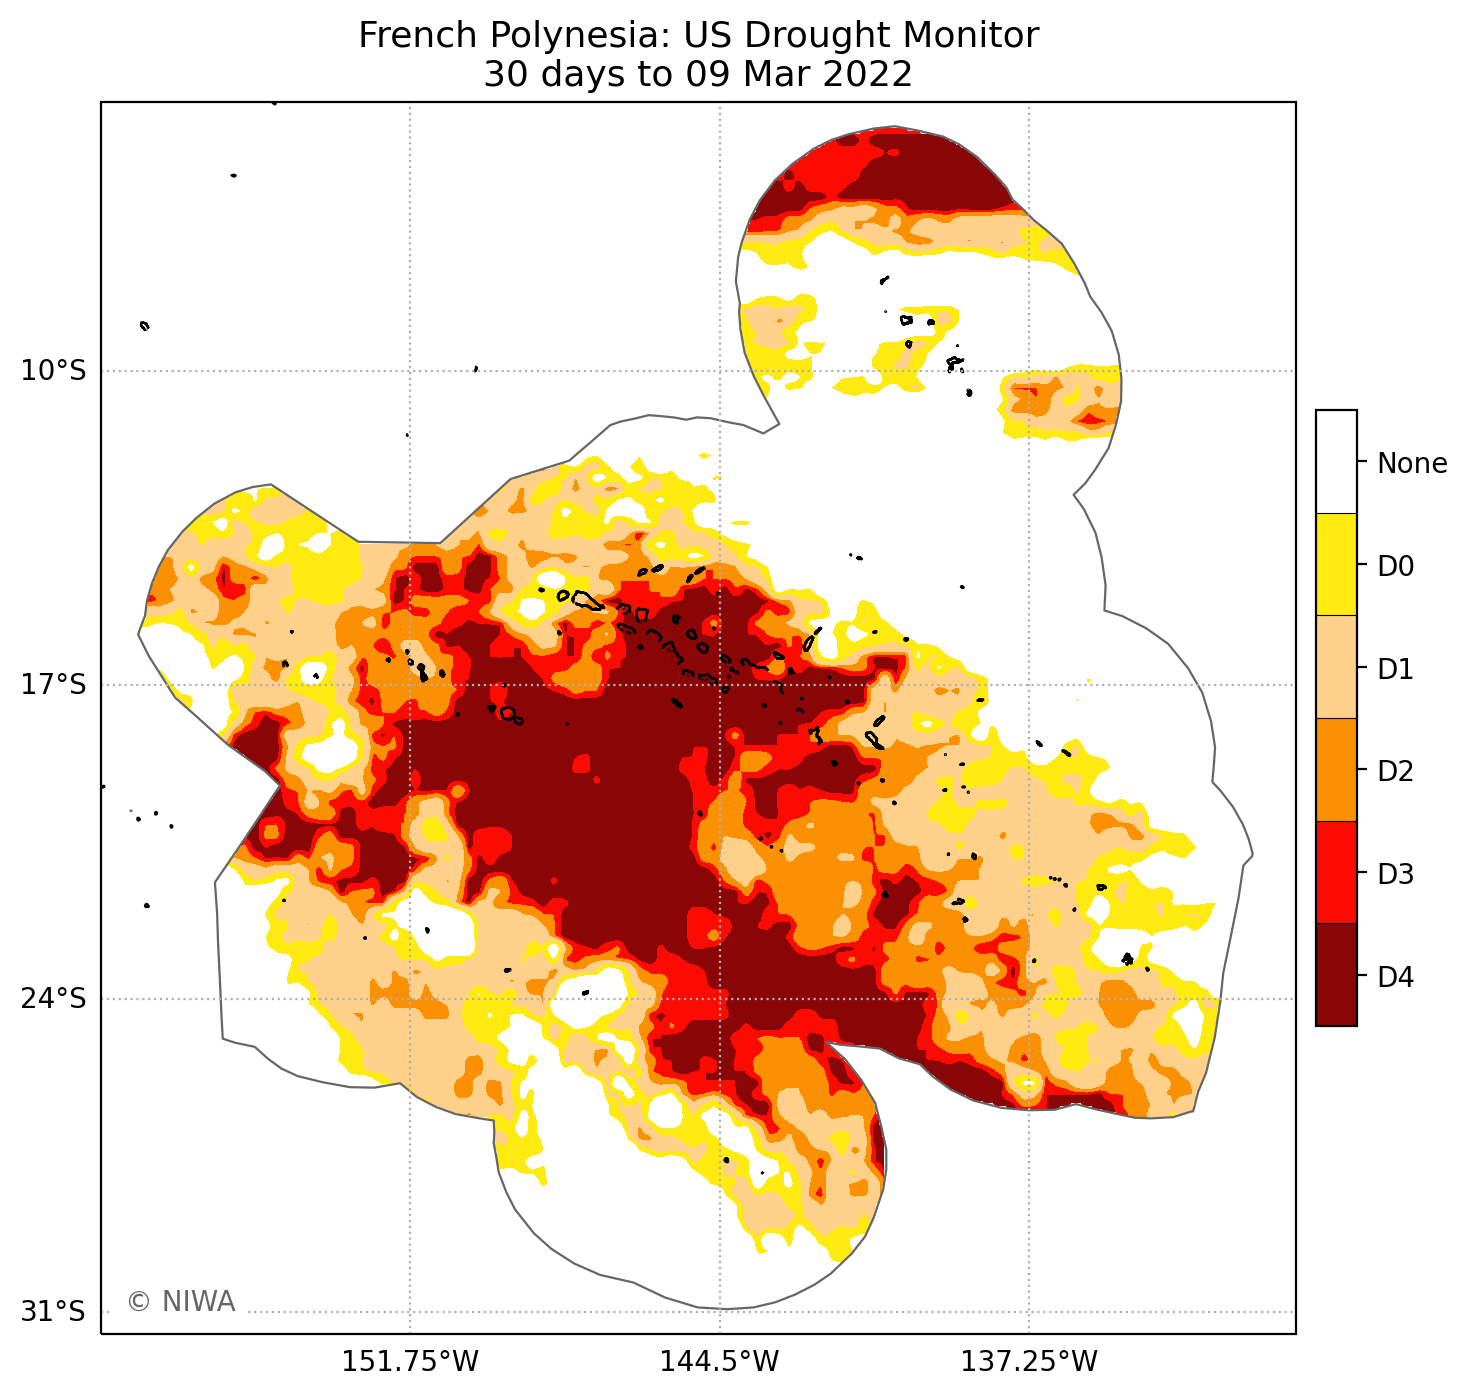 French Polynesia: US Drought Monitor
30 days to 09 Mar 2022
10°S
17°S
24°S
31°S
151.75°W
144.5°W
137.25°W
None
D0
D1
D2
D3
D4
© NIWA